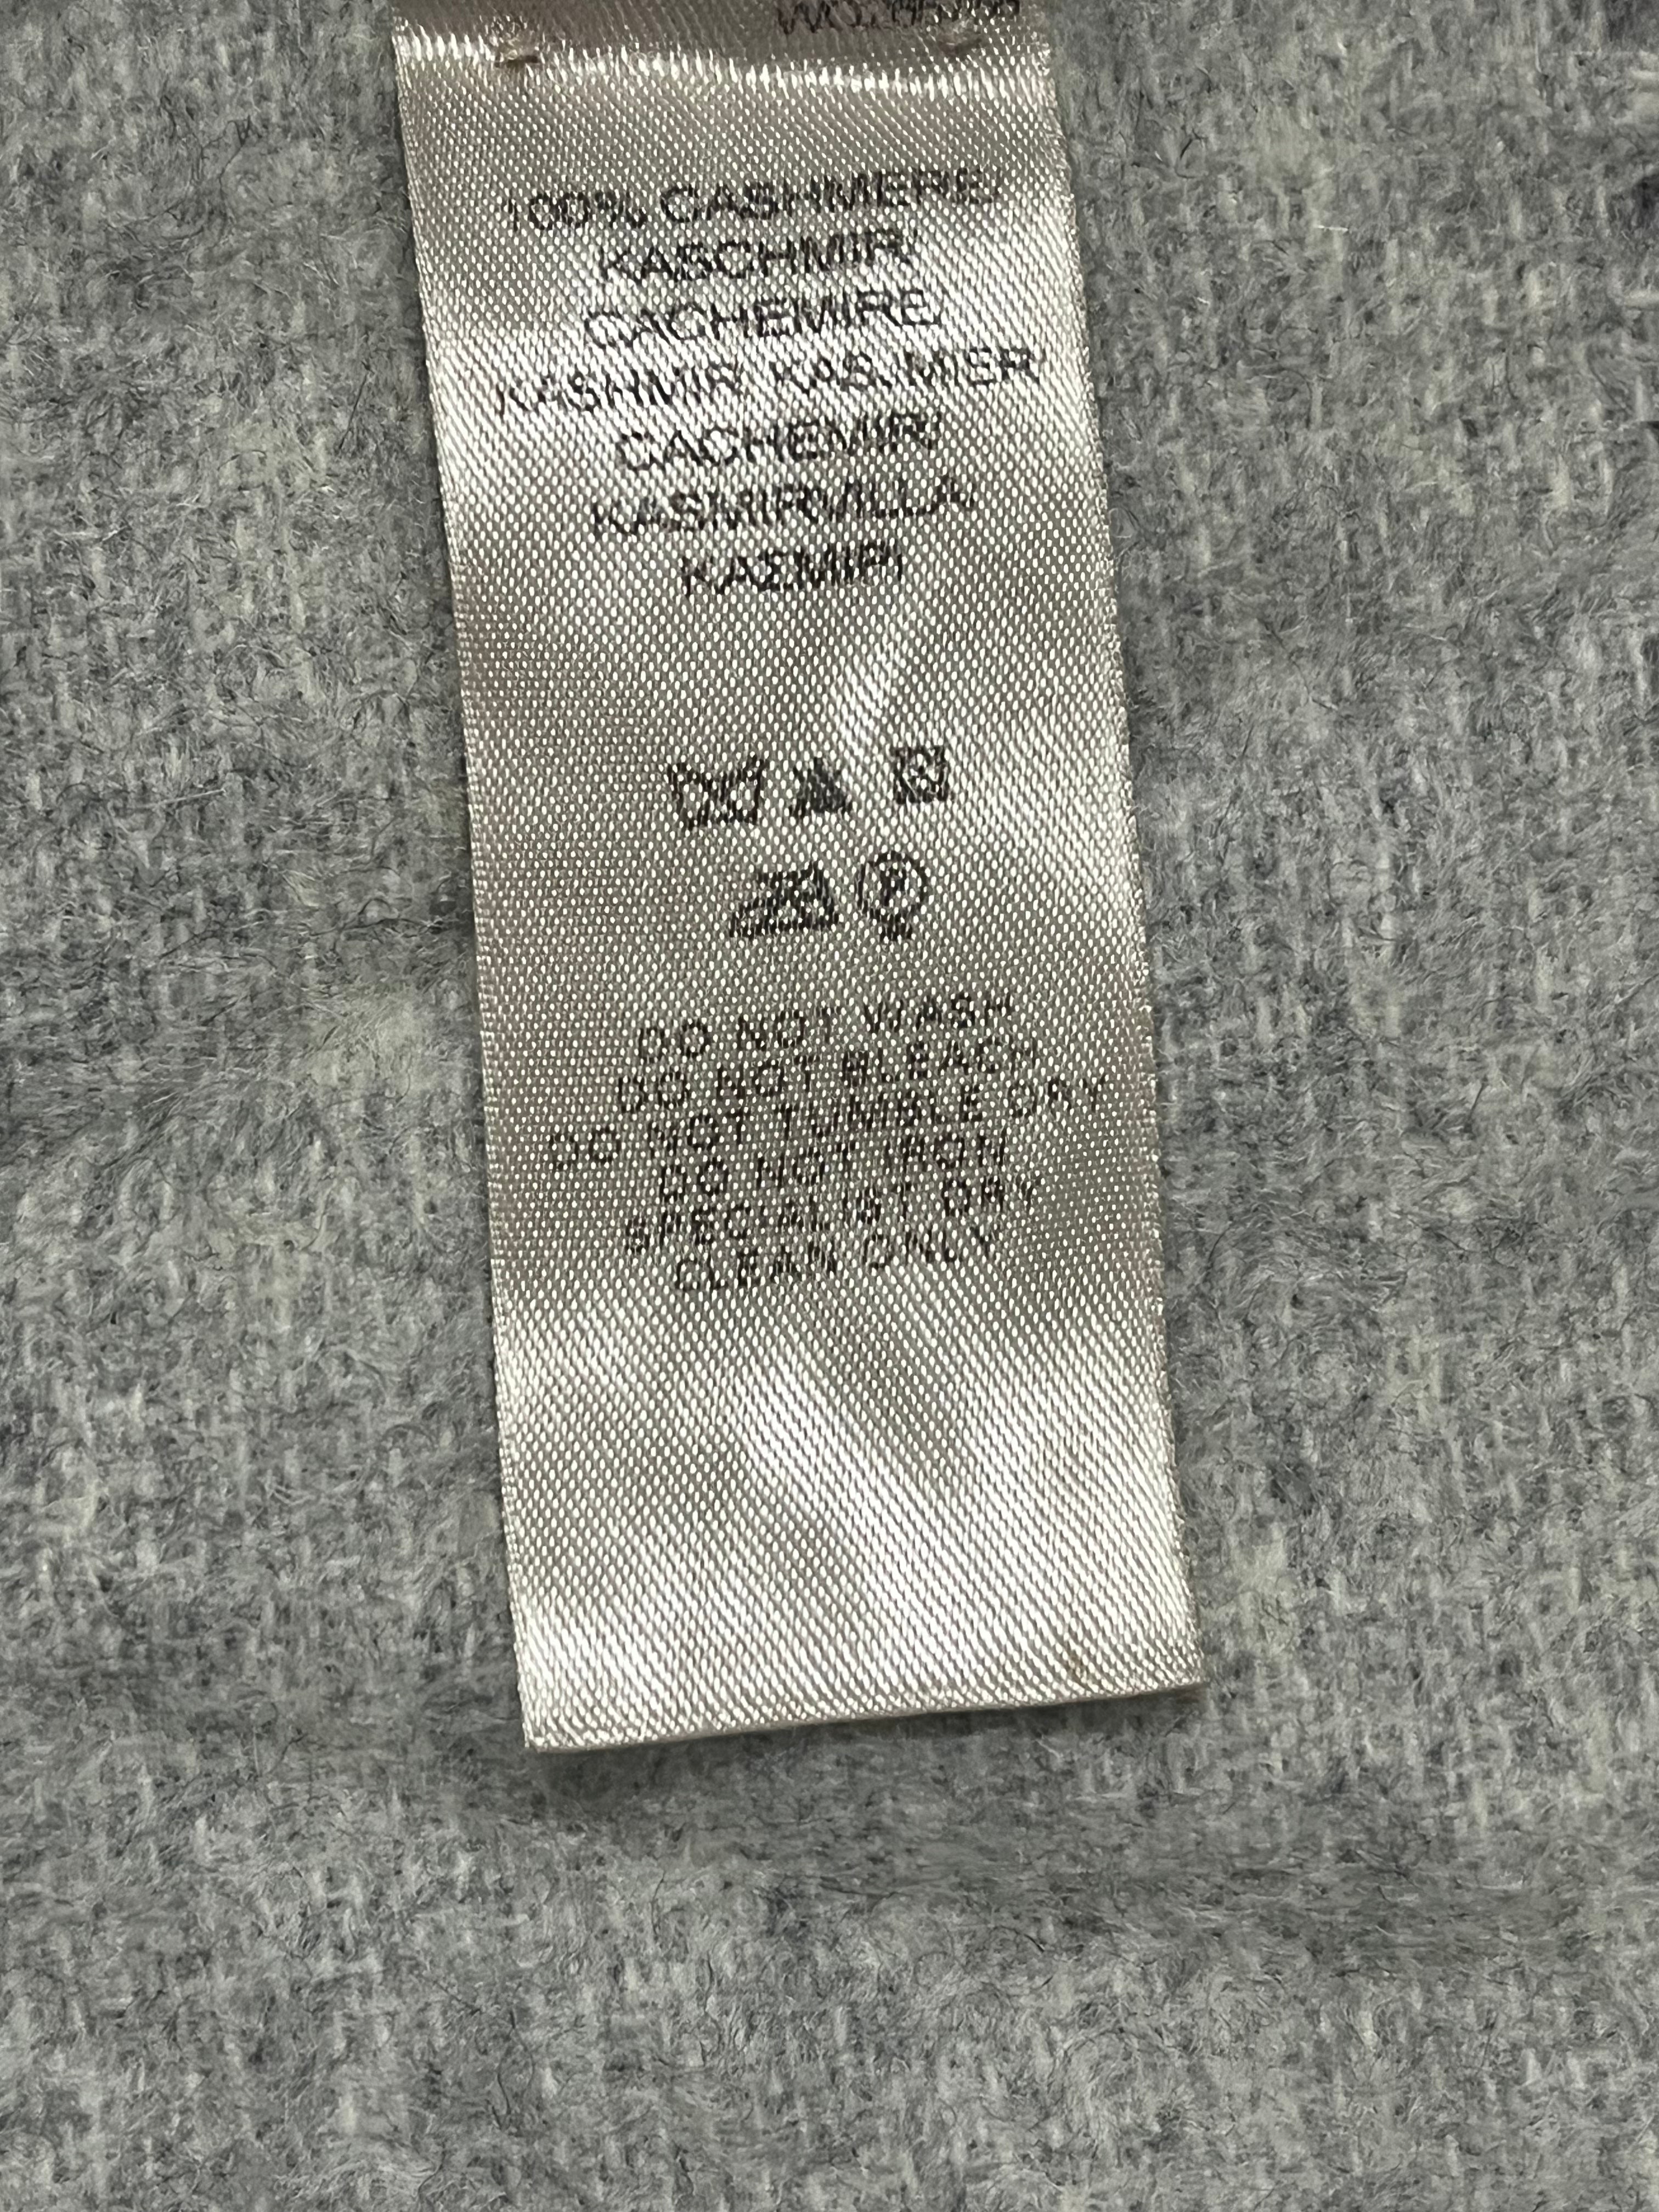 100% CASHMERE/
KASCHMIR/
CACHEMIRE/
KASHMIR/ KASJMIER/
CACHEMIR/
KASMIRVILLA/
ΚΑΣΜΙΡΙ
P
DO NOT WASH
DO NOT BLEACH
DO NOT TUMBLE DRY
DO NOT IRON
SPECIALIST DRY
CLEAN ONLY